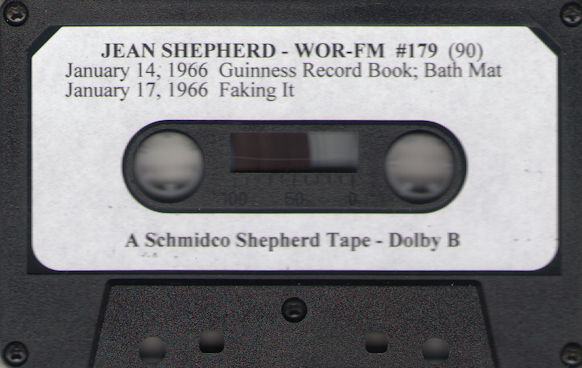 JEAN SHEPHERD - WOR-FM #179 (90)
January 14, 1966 Guinness Record Book; Bath Mat
January 17, 1966 Faking It
100 50 0
A Schmidco Shepherd Tape - Dolby B